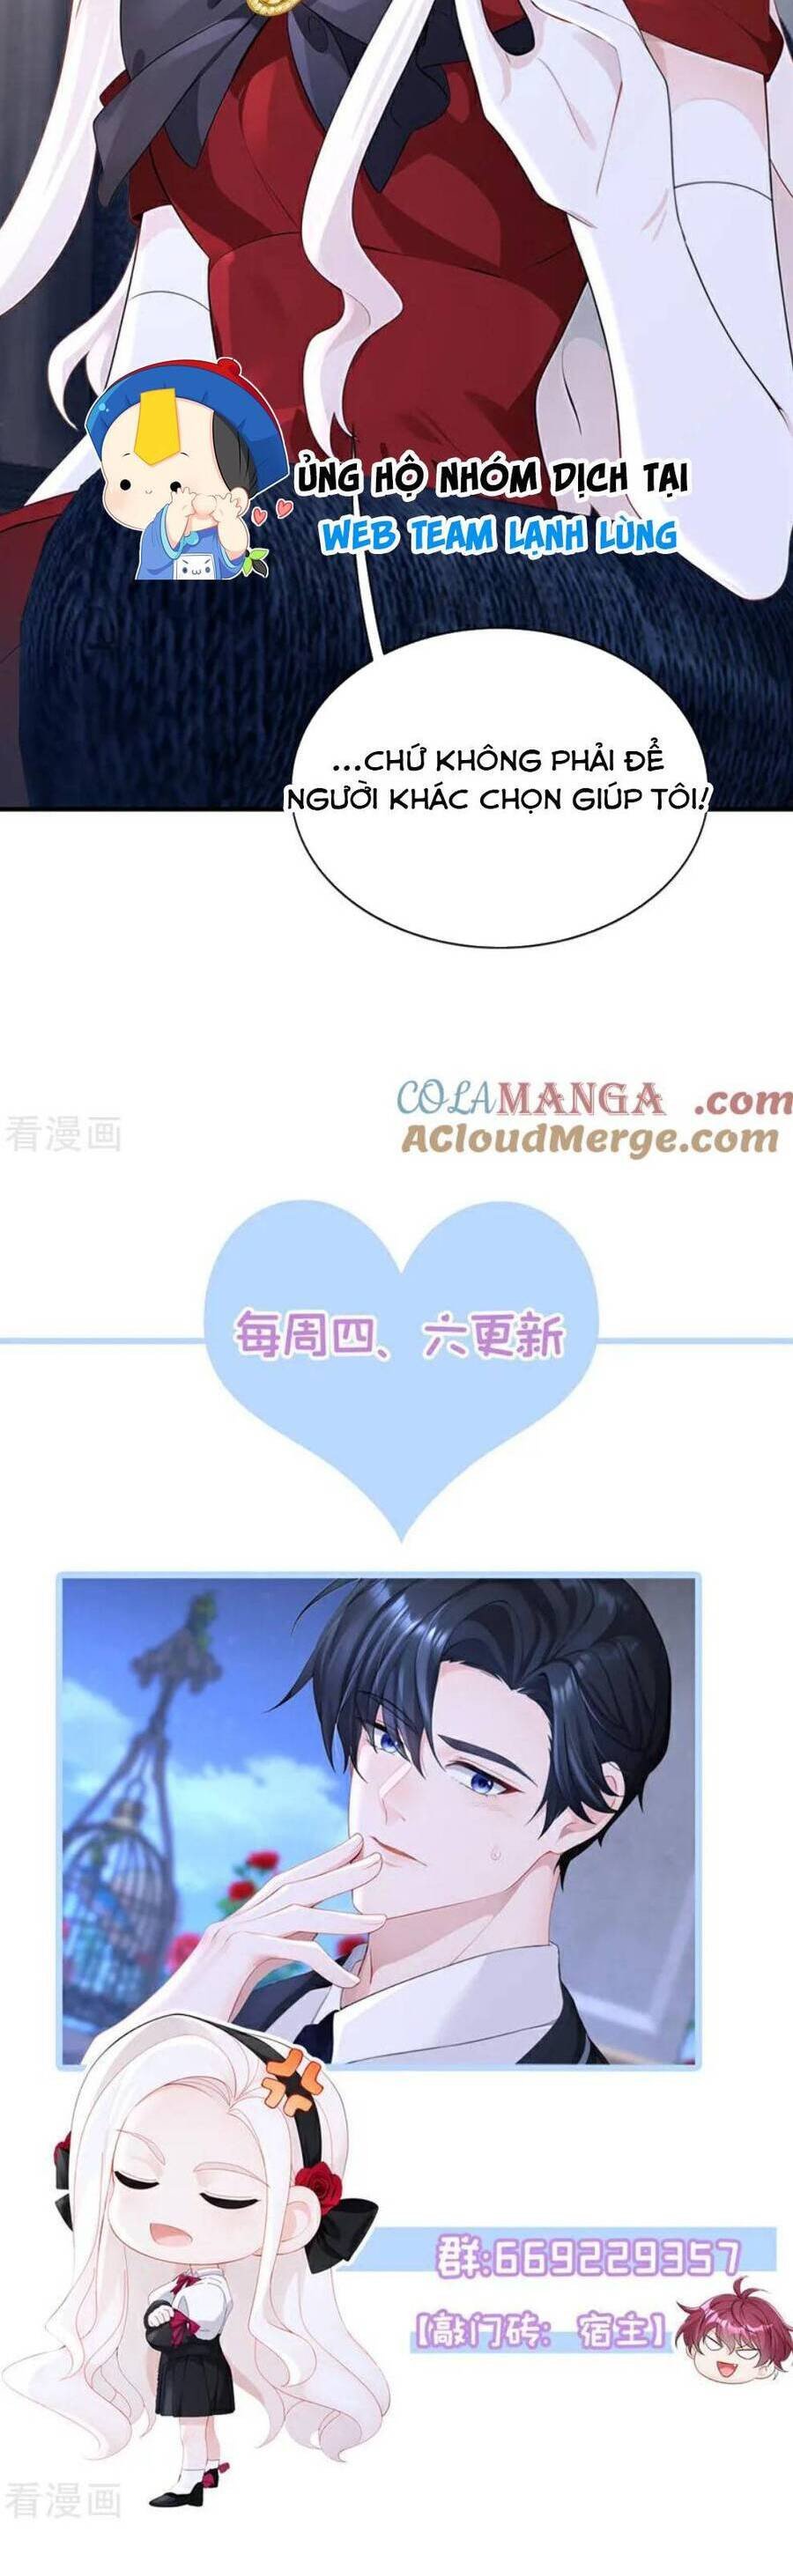 ỦNG HỘ NHÓM DỊCH TẠI
WEB TEAM LẠNH LÙNG
...CHỨ KHÔNG PHẢI ĐỂ
NGƯỜI KHÁC CHỌN GIÚP TÔI!
COLAMANGA .com
看漫画
ACloudMerge.com
每周四、六更新
群:669229357
【敲门砖：宿主】
看漫画